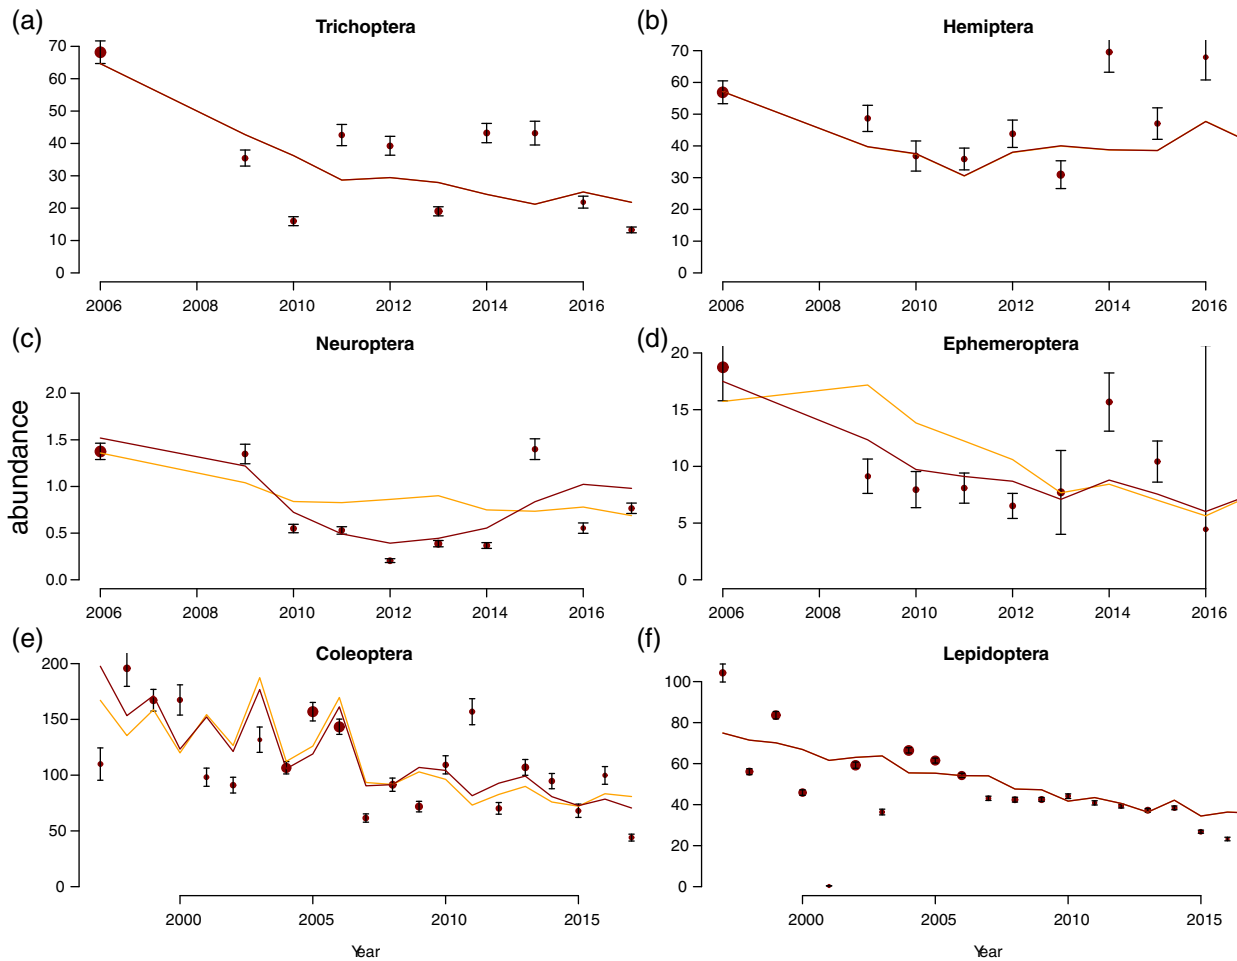 (a)
Trichoptera
70
60
50
40
30
20
10
0
2006 2008 2010 2012 2014 2016
(b)
Hemiptera
70
60
50
40
30
20
10
0
2006 2008 2010 2012 2014 2016
(c)
Neuroptera
abundance
2.0
1.5
1.0
0.5
0.0
2006 2008 2010 2012 2014 2016
(d)
Ephemeroptera
20
15
10
5
0
2006 2008 2010 2012 2014 2016
(e)
Coleoptera
200
150
100
50
0
2000 2005 2010 2015
Year
(f)
Lepidoptera
100
80
60
40
20
0
2000 2005 2010 2015
Year